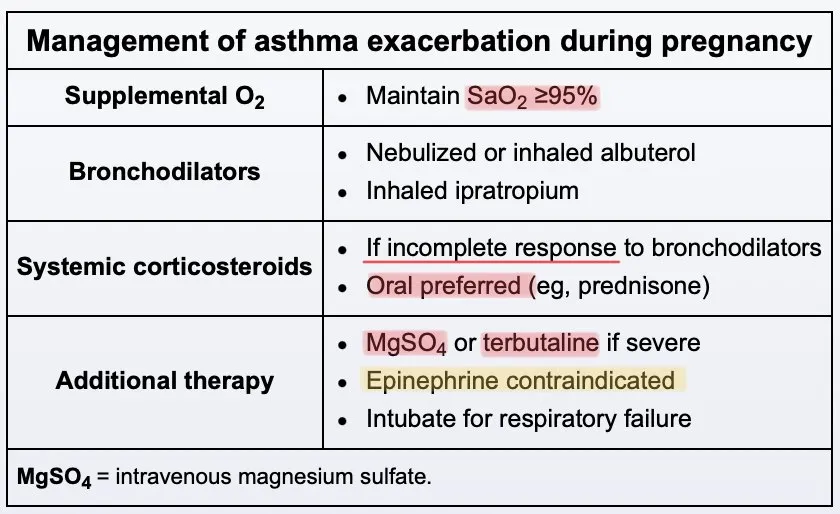 Management of asthma exacerbation during pregnancy
Supplemental O₂
• Maintain SaO₂ ≥95%
Bronchodilators
• Nebulized or inhaled albuterol
• Inhaled ipratropium
Systemic corticosteroids
• If incomplete response to bronchodilators
• Oral preferred (eg, prednisone)
Additional therapy
• MgSO₄ or terbutaline if severe
• Epinephrine contraindicated
• Intubate for respiratory failure
MgSO₄ = intravenous magnesium sulfate.